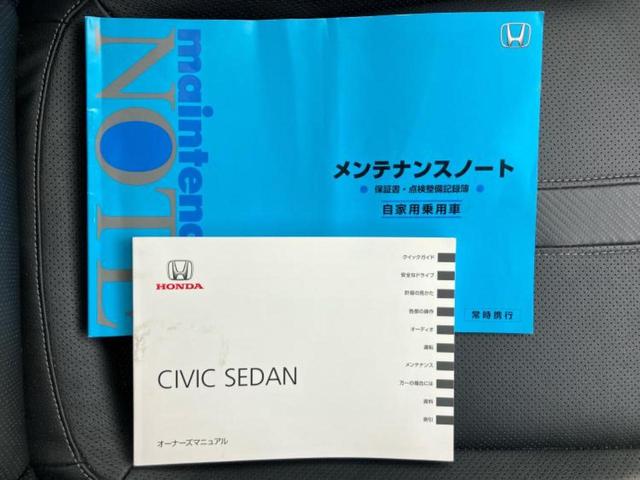 maintenance
NOTE
メンテナンスノート
保証書・点検整備記録簿
自家用乗用車
常時携行
HONDA
CIVIC SEDAN
オーナーズマニュアル
クイックガイド
安全なドライブ
計器の見かた
各部の操作
オーディオ
運転
メンテナンス
万一の場合には
資料
索引